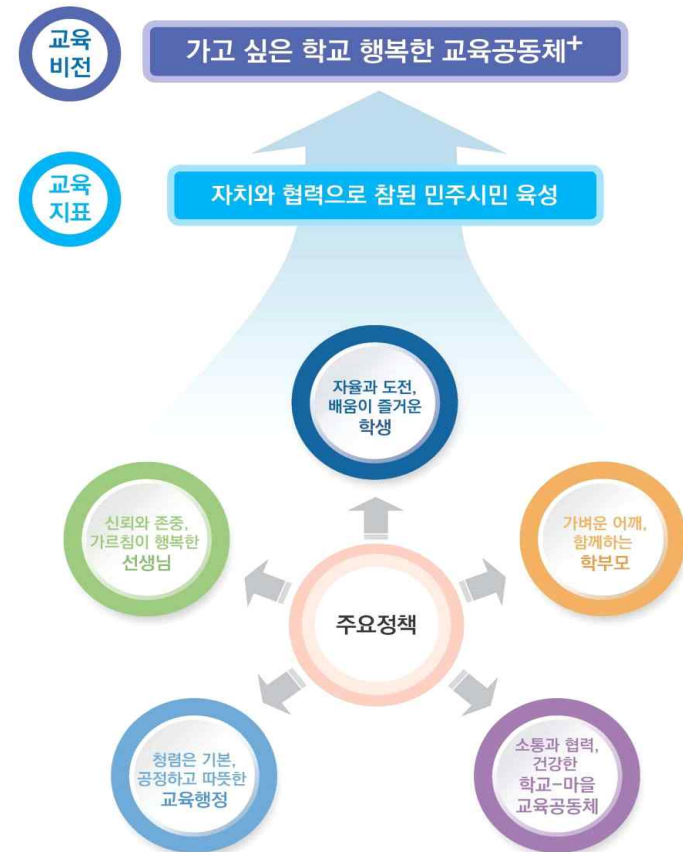 교육
비전
가고 싶은 학교 행복한 교육공동체+
교육
지표
자치와 협력으로 참된 민주시민 육성
자율과 도전,
배움이 즐거운
학생
신뢰와 존중,
가르침이 행복한
선생님
가벼운 어깨,
함께하는
학부모
주요정책
청렴은 기본,
공정하고 따뜻한
교육행정
소통과 협력,
건강한
학교-마을
교육공동체